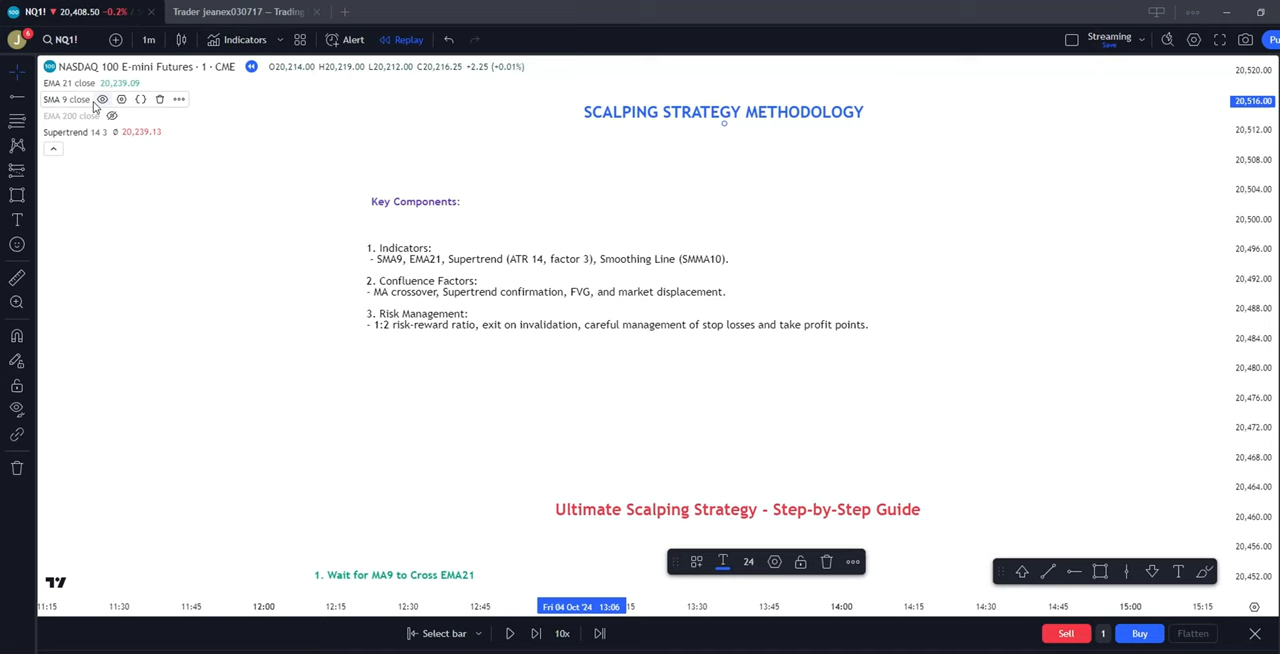 NQ1! ▼ 20,408.50 −0.2%
Trader jeanex030717 — Trading
J 6 NQ1! 1m Indicators Alert Replay Streaming Save Pu
100 NASDAQ 100 E-mini Futures · 1 · CME O20,214.00 H20,219.00 L20,212.00 C20,216.25 +2.25 (+0.01%)
EMA 21 close 20,239.09
SMA 9 close
EMA 200 close
Supertrend 14 3 Ø 20,239.13
SCALPING STRATEGY METHODOLOGY
Key Components:
1. Indicators:
- SMA9, EMA21, Supertrend (ATR 14, factor 3), Smoothing Line (SMMA10).
2. Confluence Factors:
- MA crossover, Supertrend confirmation, FVG, and market displacement.
3. Risk Management:
- 1:2 risk-reward ratio, exit on invalidation, careful management of stop losses and take profit points.
Ultimate Scalping Strategy - Step-by-Step Guide
24
1. Wait for MA9 to Cross EMA21
20,520.00
20,516.00
20,512.00
20,508.00
20,504.00
20,500.00
20,496.00
20,492.00
20,488.00
20,484.00
20,480.00
20,476.00
20,472.00
20,468.00
20,464.00
20,460.00
20,456.00
20,452.00
11:15 11:30 11:45 12:00 12:15 12:30 12:45 Fri 04 Oct '24 13:06 15 13:30 13:45 14:00 14:15 14:30 14:45 15:00 15:15
Select bar 10x Sell 1 Buy Flatten